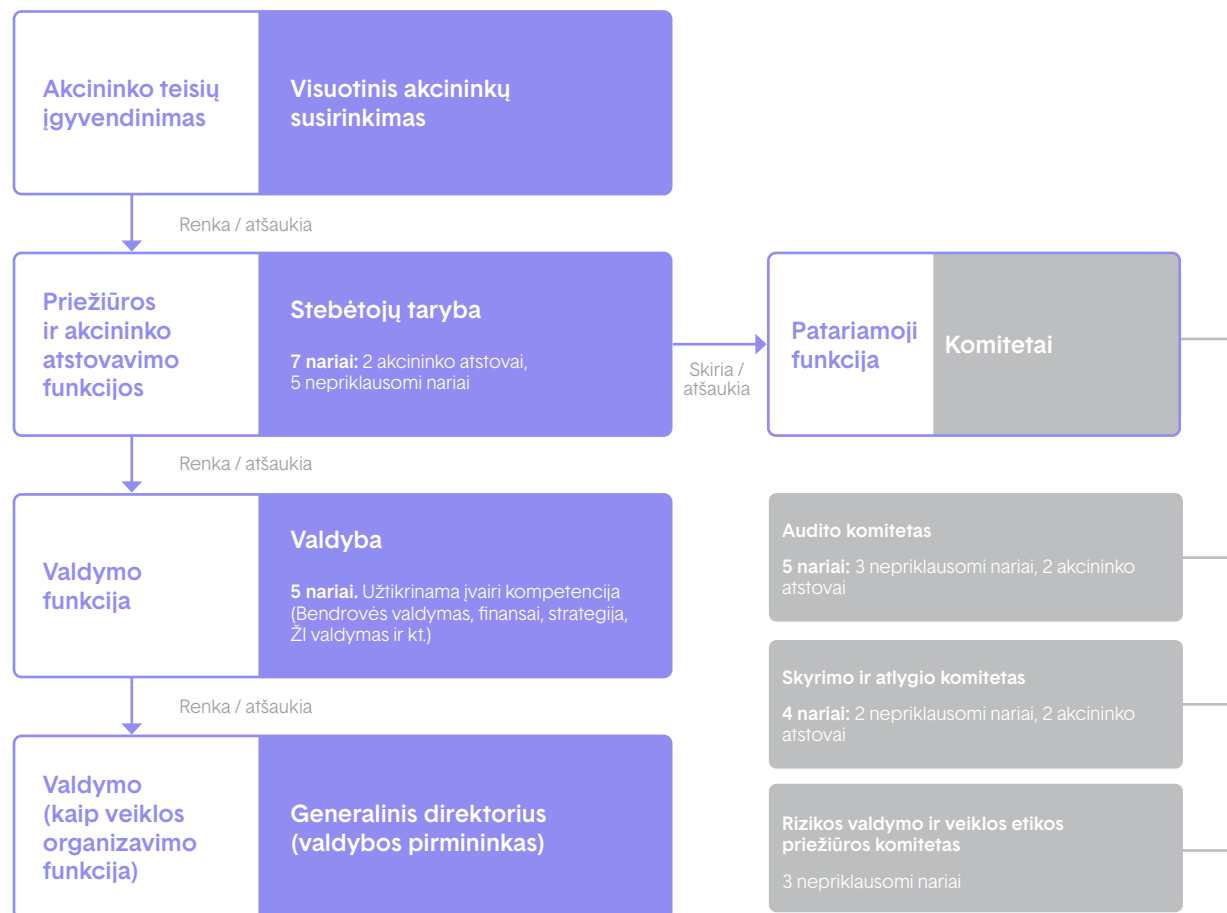 Akcininko teisių
įgyvendinimas
Visuotinis akcininkų
susirinkimas
Renka / atšaukia
Priežiūros
ir akcininko
atstovavimo
funkcijos
Stebėtojų taryba
7 nariai: 2 akcininko atstovai,
5 nepriklausomi nariai
Skiria /
atšaukia
Patariamoji
funkcija
Komitetai
Renka / atšaukia
Valdymo
funkcija
Valdyba
5 nariai. Užtikrinama įvairi kompetencija
(Bendrovės valdymas, finansai, strategija,
ŽI valdymas ir kt.)
Renka / atšaukia
Valdymo
(kaip veiklos
organizavimo
funkcija)
Generalinis direktorius
(valdybos pirmininkas)
Audito komitetas
5 nariai: 3 nepriklausomi nariai, 2 akcininko
atstovai
Skyrimo ir atlygio komitetas
4 nariai: 2 nepriklausomi nariai, 2 akcininko
atstovai
Rizikos valdymo ir veiklos etikos
priežiūros komitetas
3 nepriklausomi nariai